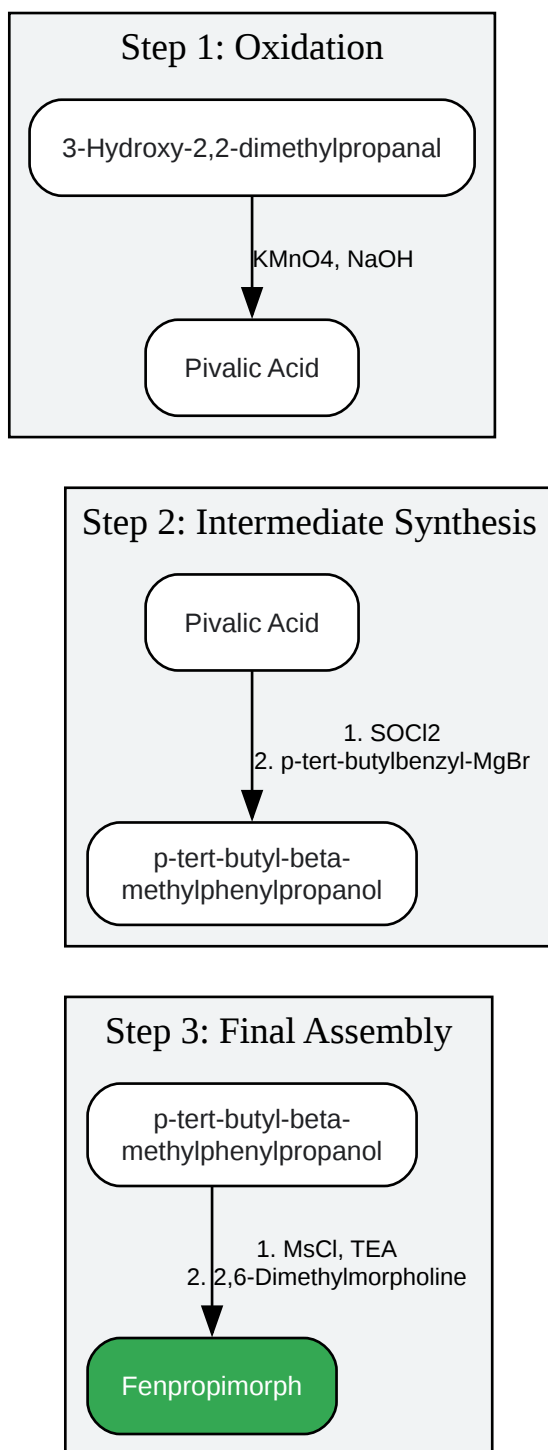 Step 1: Oxidation
3-Hydroxy-2,2-dimethylpropanal
KMnO4, NaOH
Pivalic Acid
Step 2: Intermediate Synthesis
Pivalic Acid
1. SOCl2
2. p-tert-butylbenzyl-MgBr
p-tert-butyl-beta-
methylphenylpropanol
Step 3: Final Assembly
p-tert-butyl-beta-
methylphenylpropanol
1. MsCl, TEA
2. 2,6-Dimethylmorpholine
Fenpropimorph